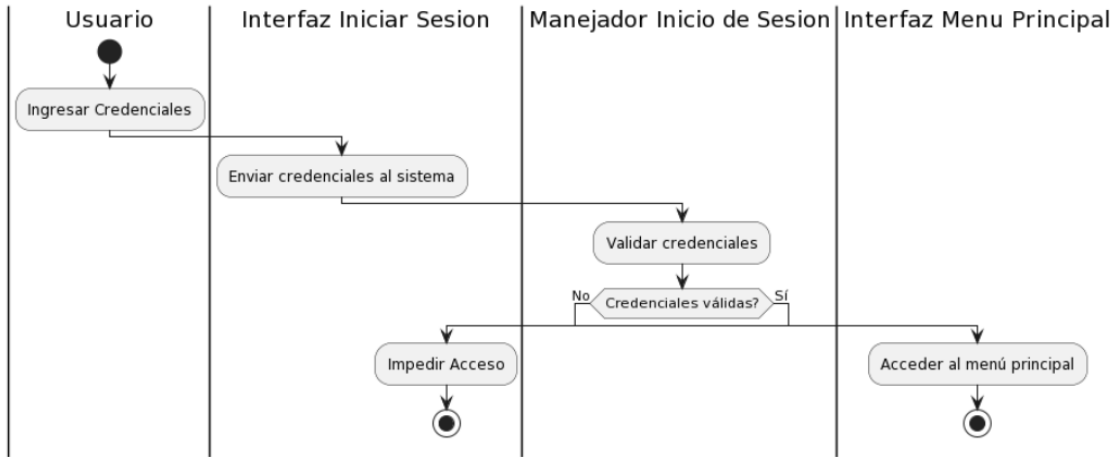 Usuario
Interfaz Iniciar Sesion
Manejador Inicio de Sesion
Interfaz Menu Principal
Ingresar Credenciales
Enviar credenciales al sistema
Validar credenciales
No
Credenciales válidas?
Sí
Impedir Acceso
Acceder al menú principal